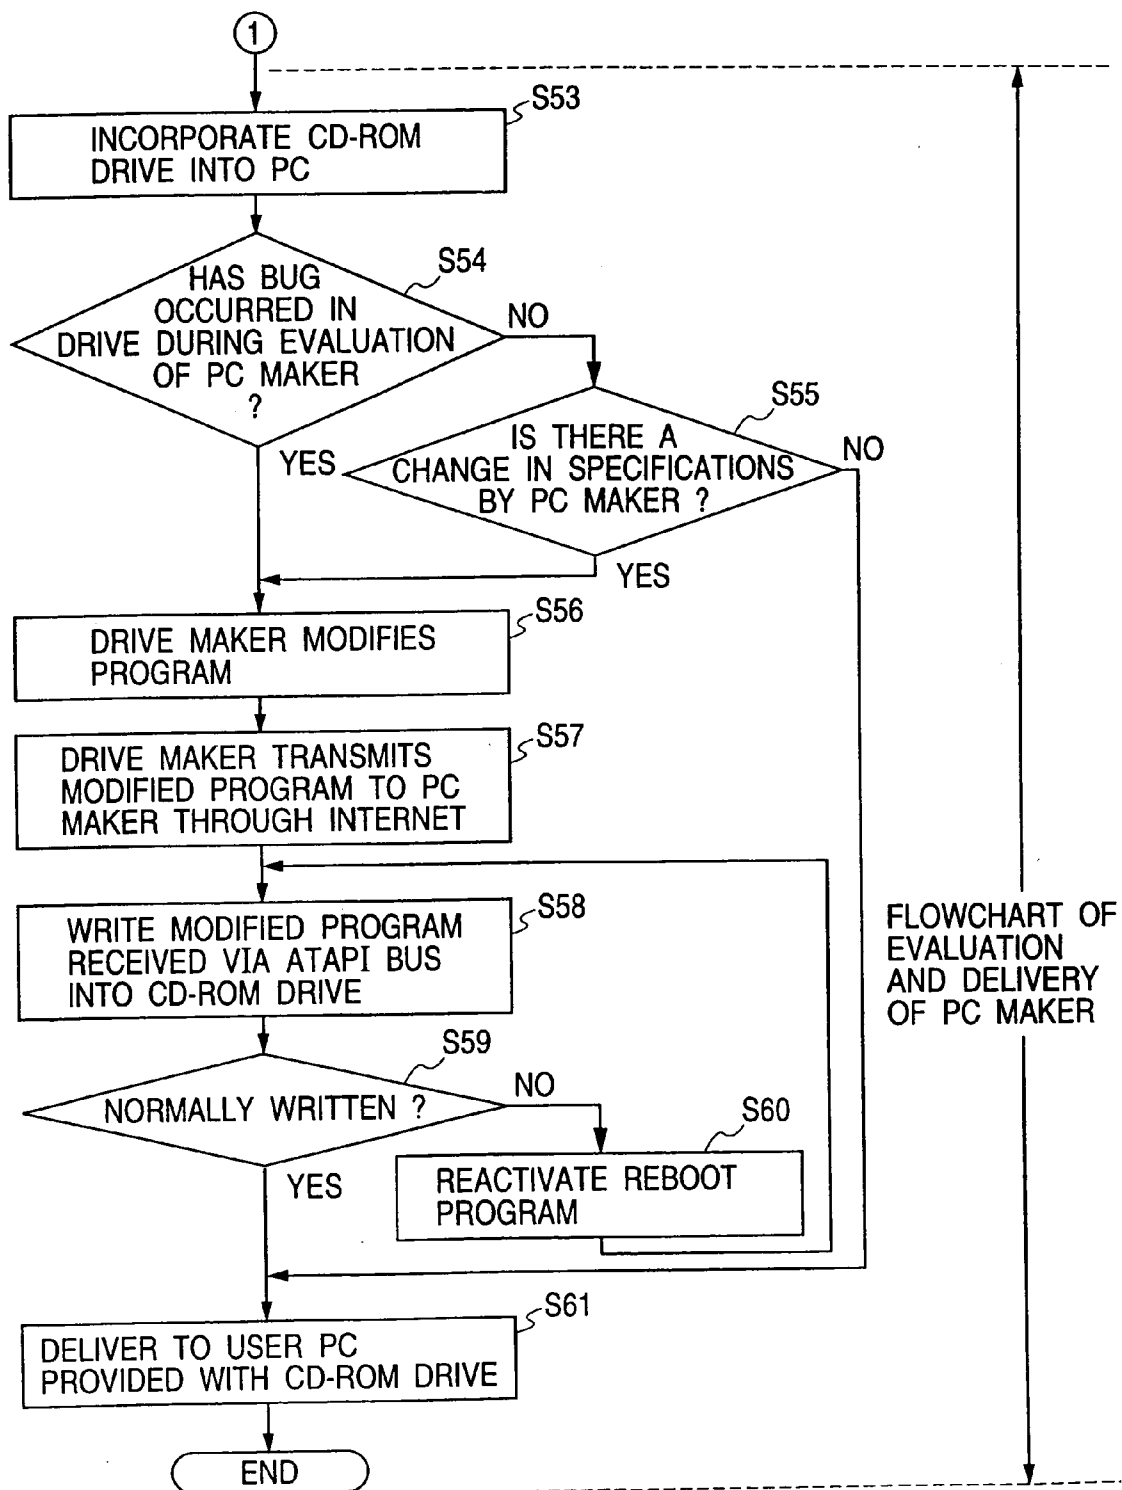 1
S53
INCORPORATE CD-ROM
DRIVE INTO PC
S54
HAS BUG
OCCURRED IN
DRIVE DURING EVALUATION
OF PC MAKER
?
NO
YES
S55
IS THERE A
CHANGE IN SPECIFICATIONS
BY PC MAKER ?
NO
YES
S56
DRIVE MAKER MODIFIES
PROGRAM
S57
DRIVE MAKER TRANSMITS
MODIFIED PROGRAM TO PC
MAKER THROUGH INTERNET
S58
WRITE MODIFIED PROGRAM
RECEIVED VIA ATAPI BUS
INTO CD-ROM DRIVE
FLOWCHART OF
EVALUATION
AND DELIVERY
OF PC MAKER
S59
NORMALLY WRITTEN ?
NO
YES
S60
REACTIVATE REBOOT
PROGRAM
S61
DELIVER TO USER PC
PROVIDED WITH CD-ROM DRIVE
END